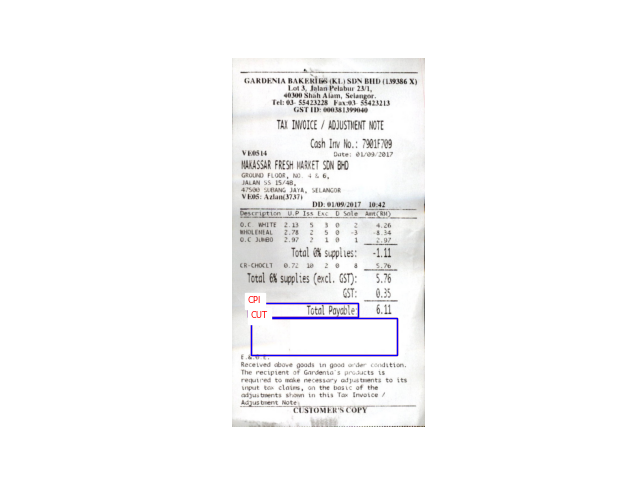 GARDENIA BAKERIES (KL) SDN BHD (139386 X)
Lot 3, Jalan Pelabur 23/1,
40300 Shah Alam, Selangor.
Tel: 03- 55423228 Fax:03- 55423213
GST ID: 000381399040
TAX INVOICE / ADJUSTMENT NOTE
Cash Inv No.: 7901F709
VE0514 Date: 01/09/2017
MAKASSAR FRESH MARKET SDN BHD
GROUND FLOOR, NO. 4 & 6,
JALAN SS 15/4B,
47500 SUBANG JAYA, SELANGOR
VE05: Azlan(3737)
DD: 01/09/2017 10:42
Description U.P Iss Exc D Sale Amt(RM)
O.C WHITE 2.13 5 3 0 2 4.26
WHOLEMEAL 2.78 2 5 0 -3 -8.34
O.C JUMBO 2.97 2 1 0 1 2.97
Total 0% supplies: -1.11
CR-CHOCLT 0.72 10 2 0 8 5.76
Total 6% supplies (excl. GST): 5.76
GST: 0.35
CPI
Total Payable: 6.11
CUT
E.&O.E.
Received above goods in good order condition.
The recipient of Gardenia's products is
required to make necessary adjustments to its
input tax claims, on the basic of the
adjustments shown in this Tax Invoice /
Adjustment Note.
CUSTOMER'S COPY